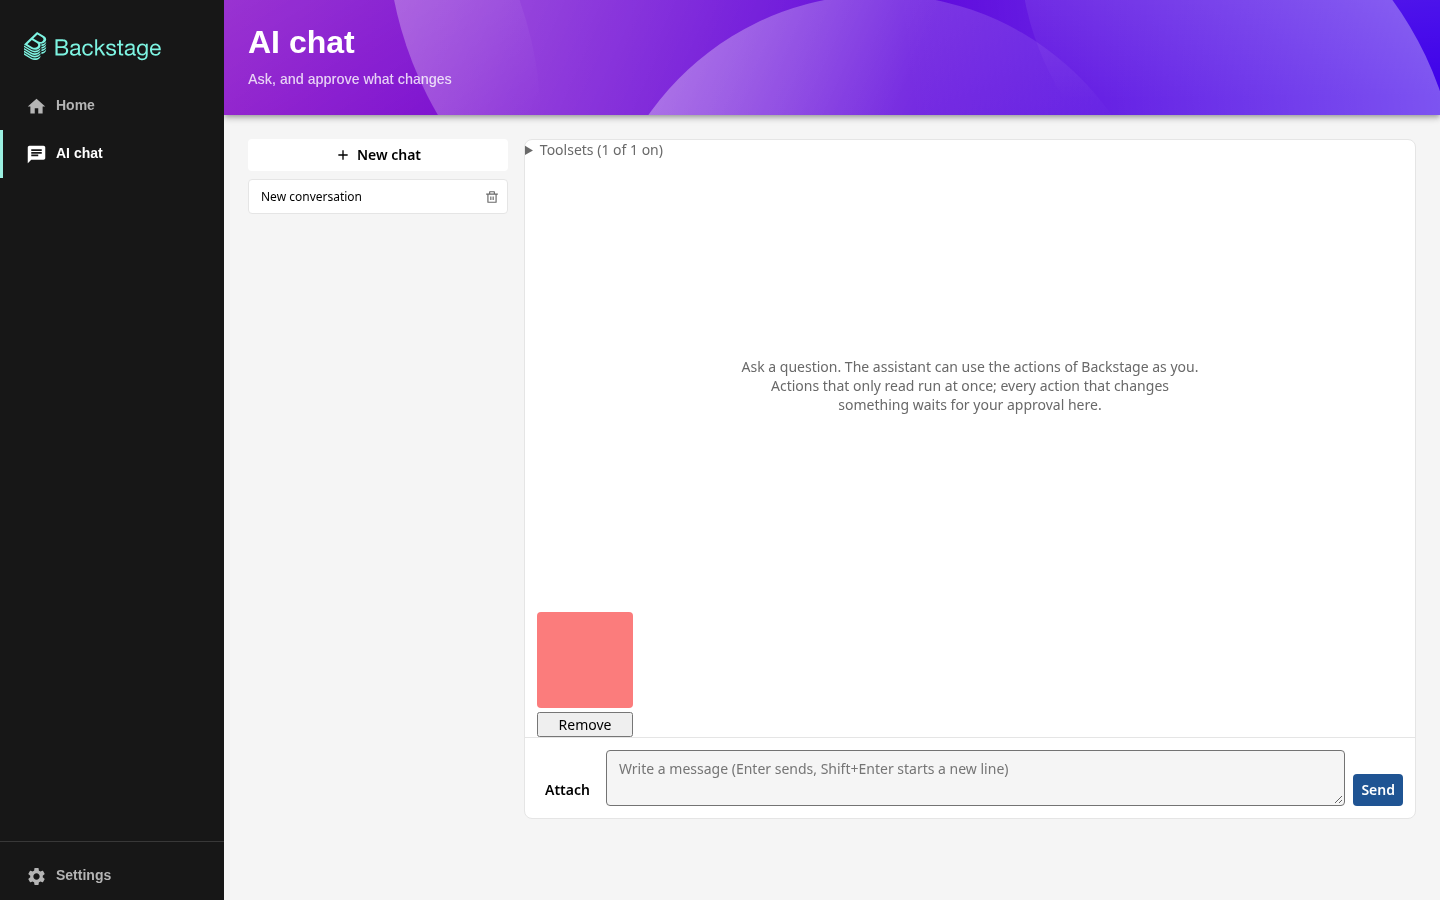 Backstage
Home
AI chat
Settings
AI chat
Ask, and approve what changes
New chat
New conversation
Toolsets (1 of 1 on)
Ask a question. The assistant can use the actions of Backstage as you.
Actions that only read run at once; every action that changes
something waits for your approval here.
Remove
Attach
Write a message (Enter sends, Shift+Enter starts a new line)
Send